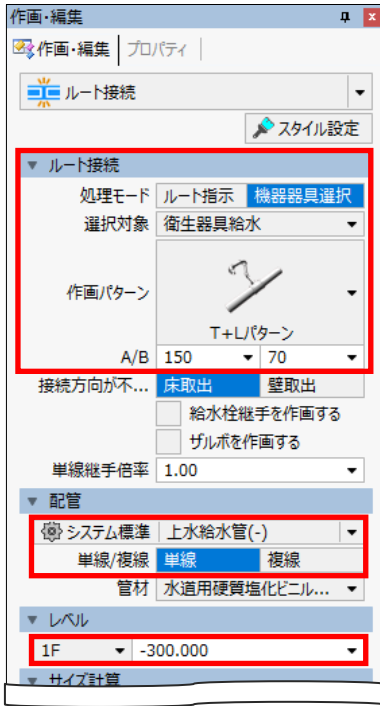 作画・編集
作画・編集 プロパティ
ルート接続
スタイル設定
ルート接続
処理モード ルート指示 機器器具選択
選択対象 衛生器具給水
作画パターン
T+Lパターン
A/B 150 70
接続方向が不... 床取出 壁取出
給水栓継手を作画する
ザルボを作画する
単線継手倍率 1.00
配管
システム標準 上水給水管(-)
単線/複線 単線 複線
管材 水道用硬質塩化ビニル...
レベル
1F -300.000
サイズ計算